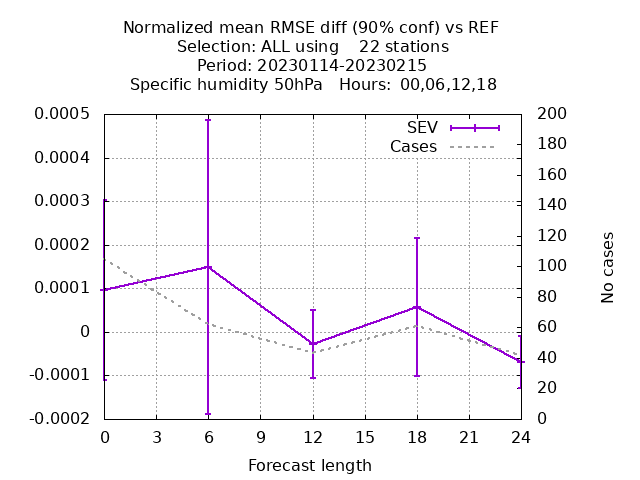 Normalized mean RMSE diff (90% conf) vs REF
Selection: ALL using    22 stations
Period: 20230114-20230215
Specific humidity 50hPa   Hours:  00,06,12,18
SEV
Cases
0.0005
0.0004
0.0003
0.0002
0.0001
0
-0.0001
-0.0002
200
180
160
140
120
100
80
60
40
20
0
No cases
0 3 6 9 12 15 18 21 24
Forecast length